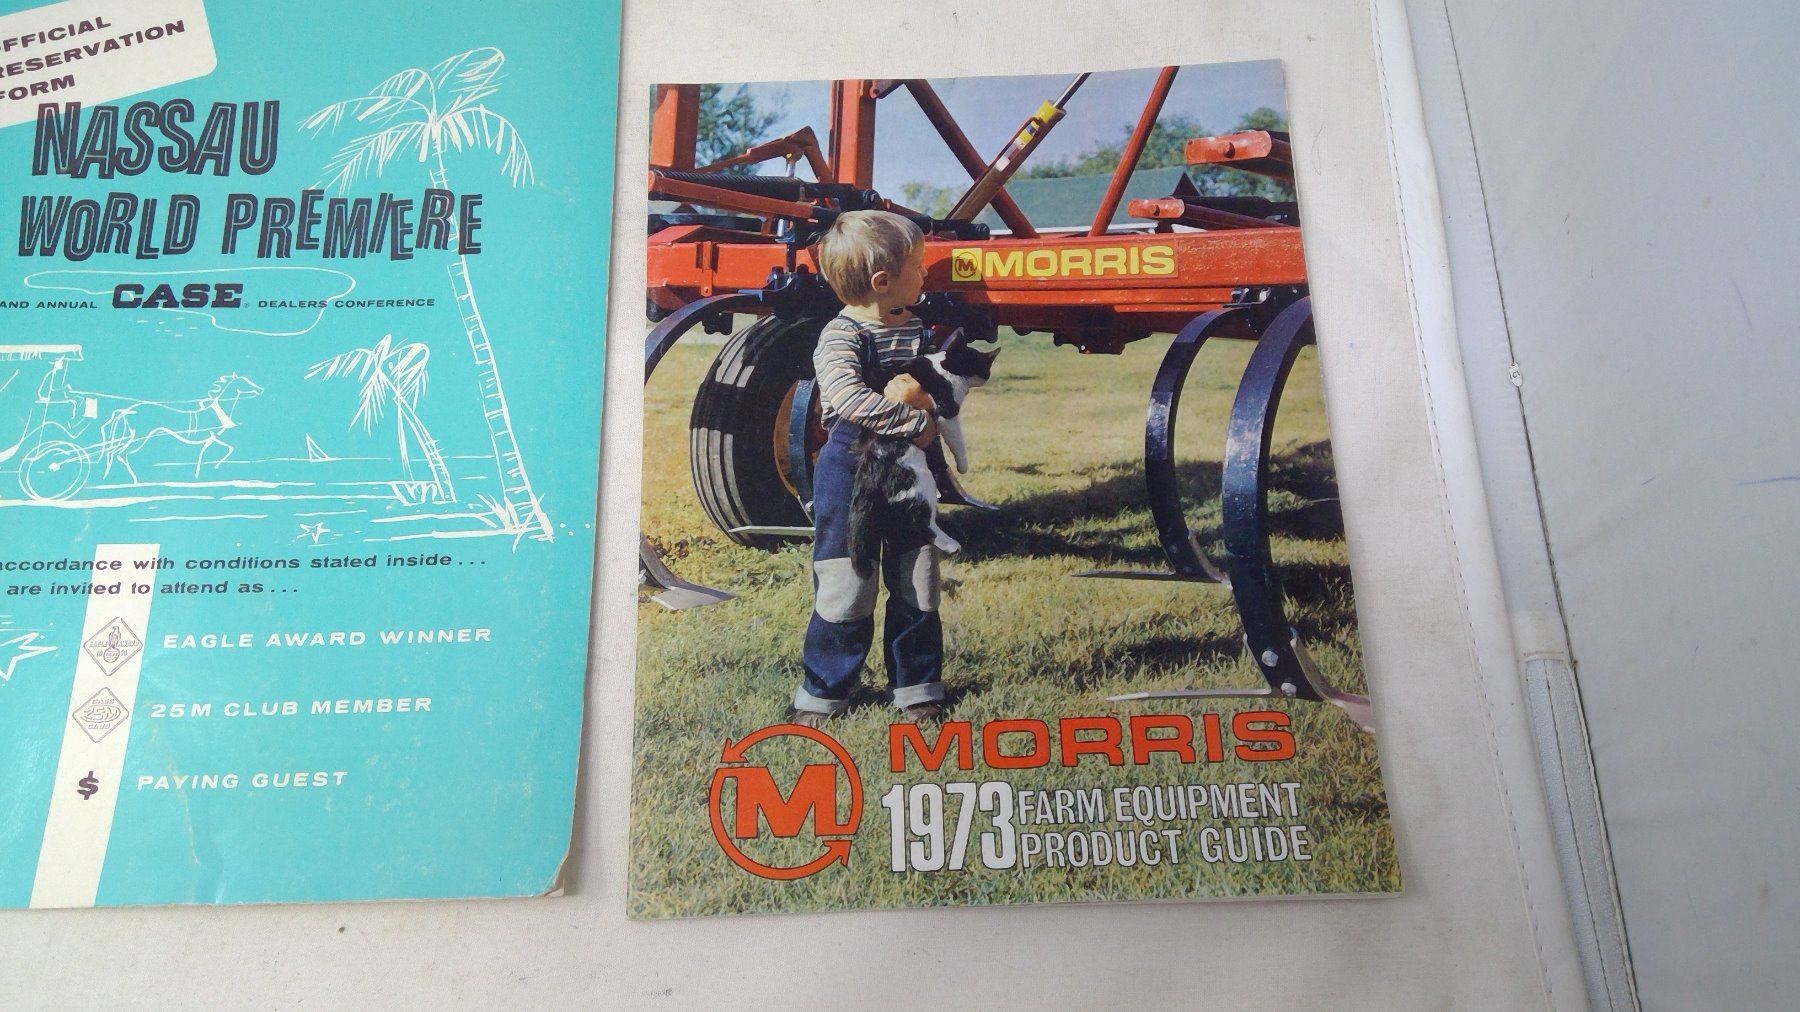 OFFICIAL
RESERVATION
FORM
NASSAU
WORLD PREMIERE
AND ANNUAL CASE DEALERS CONFERENCE
accordance with conditions stated inside...
are invited to attend as...
EAGLE AWARD WINNER
25M CLUB MEMBER
$ PAYING GUEST
M MORRIS
M MORRIS
1973 FARM EQUIPMENT
PRODUCT GUIDE